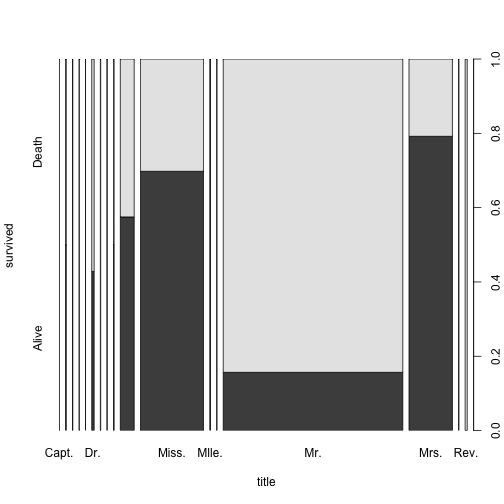 survived
Death
Alive
1.0
0.8
0.6
0.4
0.2
0.0
Capt. Dr. Miss. Mlle. Mr. Mrs. Rev.
title